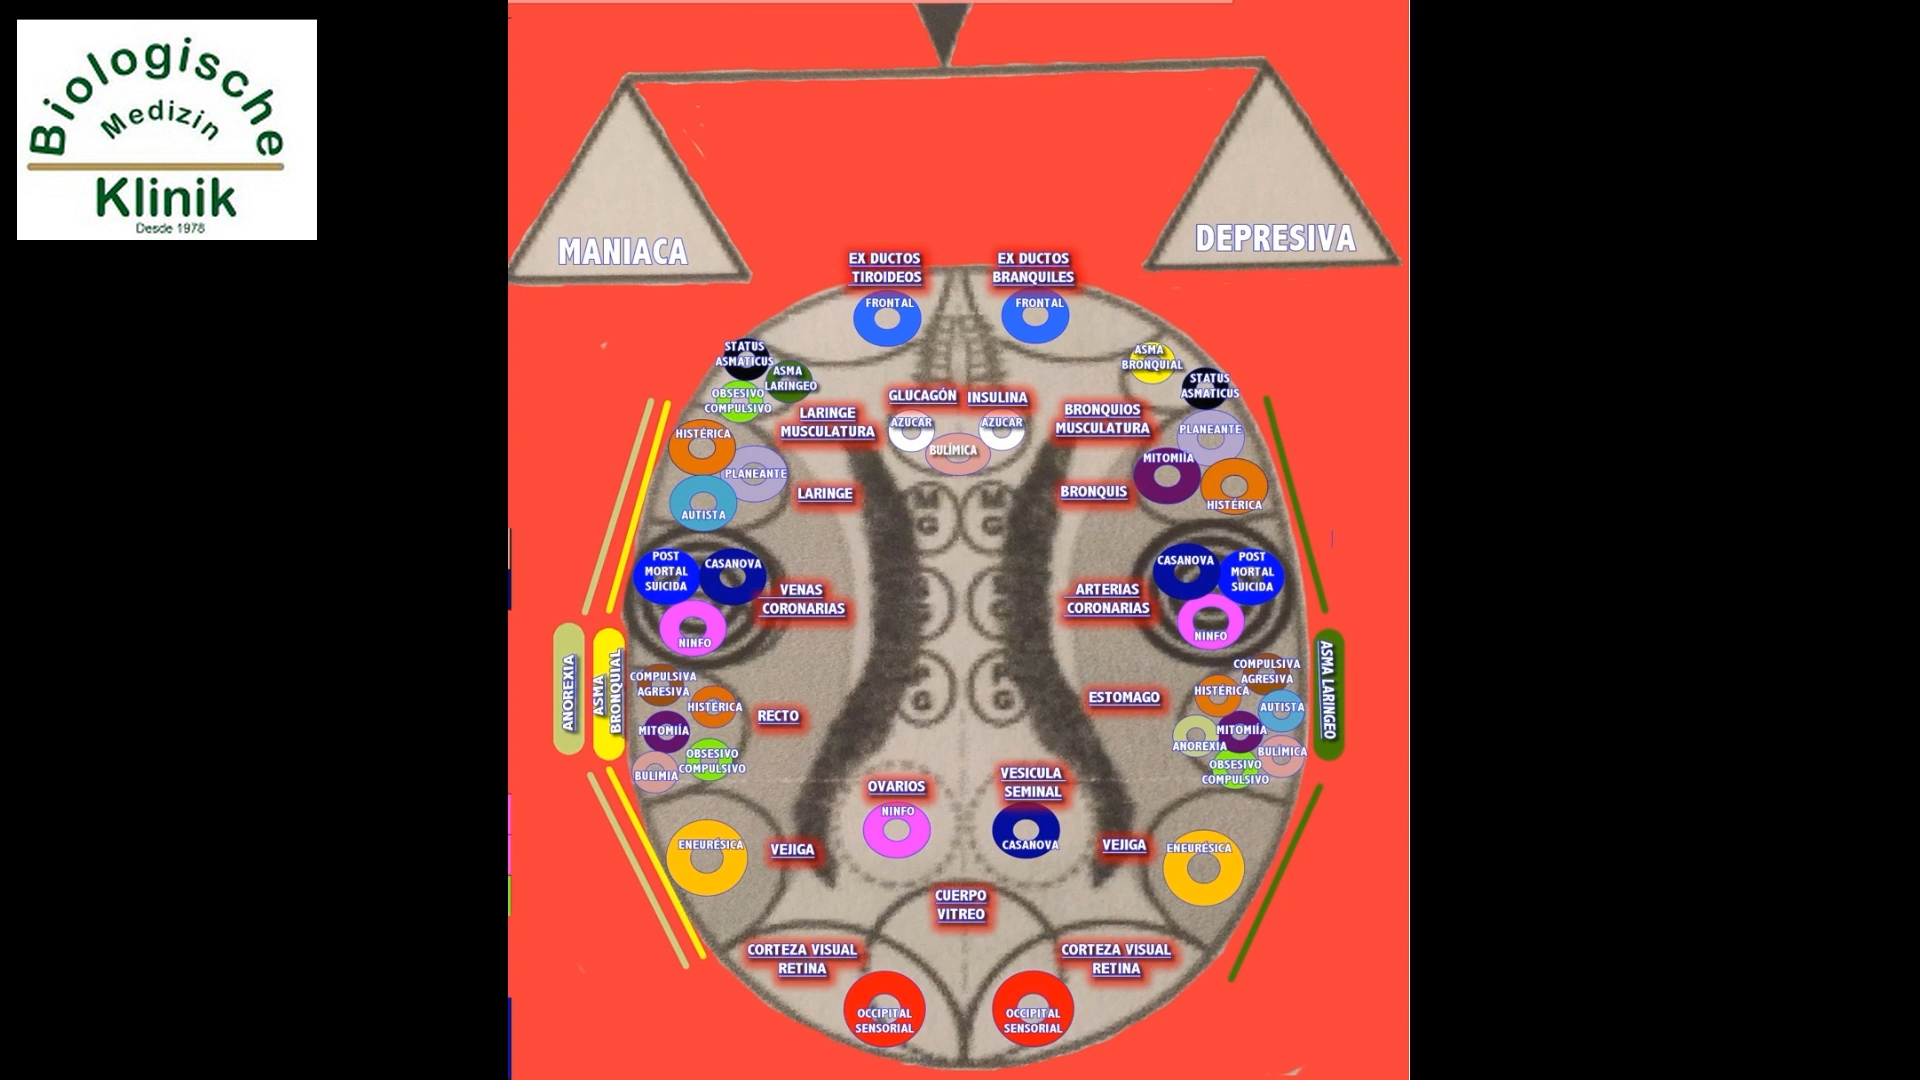 Biologische
Medizin
Klinik
Desde 1978
MANIACA
DEPRESIVA
EX DUCTOS
TIROIDEOS
FRONTAL
EX DUCTOS
BRANQUILES
FRONTAL
STATUS
ASMATICUS
ASMA
LARÍNGEO
OBSESIVO
COMPULSIVO
ASMA
BRONQUIAL
STATUS
ASMATICUS
GLUCAGÓN
INSULINA
AZUCAR
AZUCAR
BULÍMICA
LARINGE
MUSCULATURA
BRONQUIOS
MUSCULATURA
HISTÉRICA
PLANEANTE
AUTISTA
LARINGE
PLANEANTE
MITOMIÍA
HISTÉRICA
BRONQUIS
POST
MORTAL
SUICIDA
CASANOVA
NINFO
VENAS
CORONARIAS
ARTERIAS
CORONARIAS
CASANOVA
POST
MORTAL
SUICIDA
NINFO
ANOREXIA
ASMA
BRONQUIAL
COMPULSIVA
AGRESIVA
HISTÉRICA
MITOMIÍA
OBSESIVO
COMPULSIVO
BULIMIA
RECTO
ESTOMAGO
COMPULSIVA
AGRESIVA
HISTÉRICA
AUTISTA
MITOMIÍA
ANOREXIA
BULÍMICA
OBSESIVO
COMPULSIVO
ASMA LARINGEO
OVARIOS
NINFO
VESICULA
SEMINAL
CASANOVA
ENEURÉSICA
VEJIGA
VEJIGA
ENEURÉSICA
CUERPO
VITREO
CORTEZA VISUAL
RETINA
CORTEZA VISUAL
RETINA
OCCIPITAL
SENSORIAL
OCCIPITAL
SENSORIAL